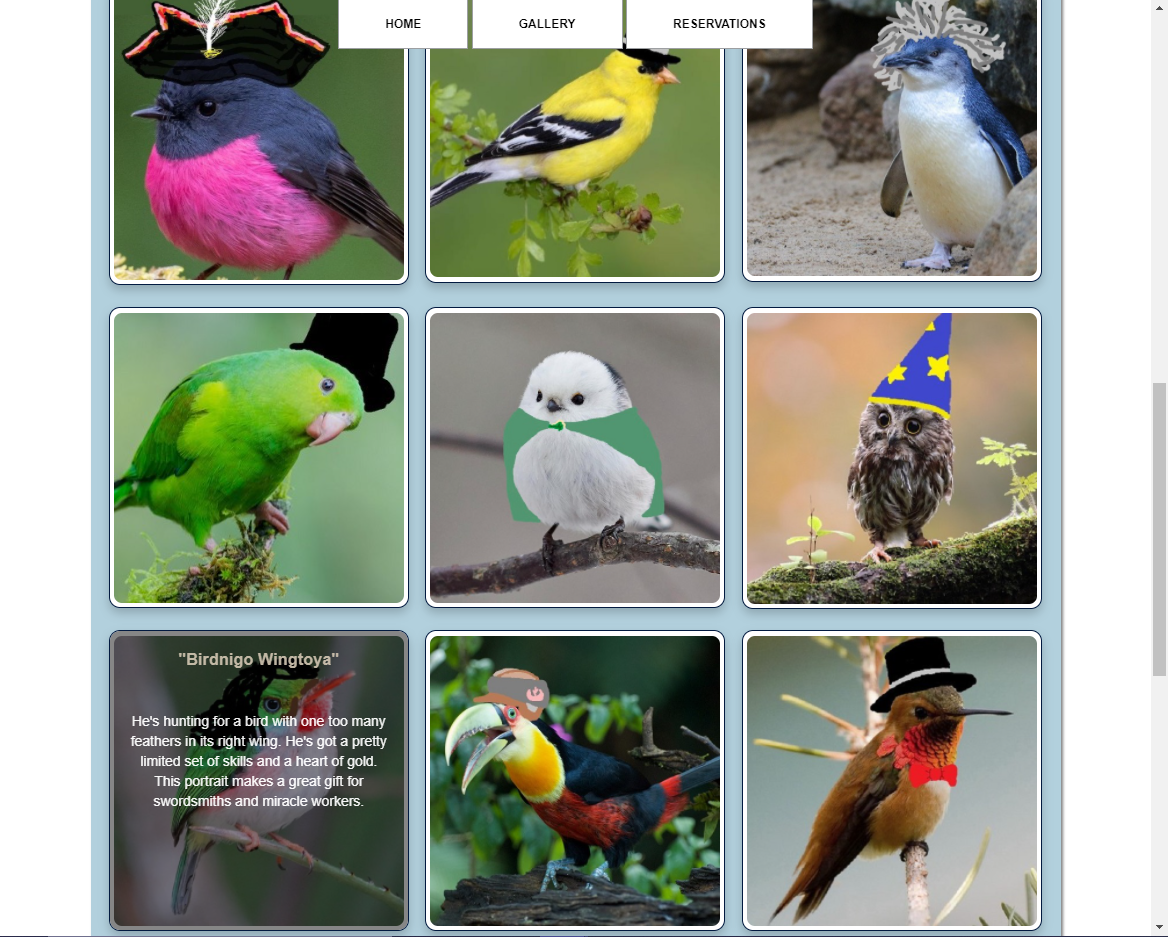 HOME
GALLERY
RESERVATIONS
"Birdnigo Wingtoya"
He's hunting for a bird with one too many
feathers in its right wing. He's got a pretty
limited set of skills and a heart of gold.
This portrait makes a great gift for
swordsmiths and miracle workers.